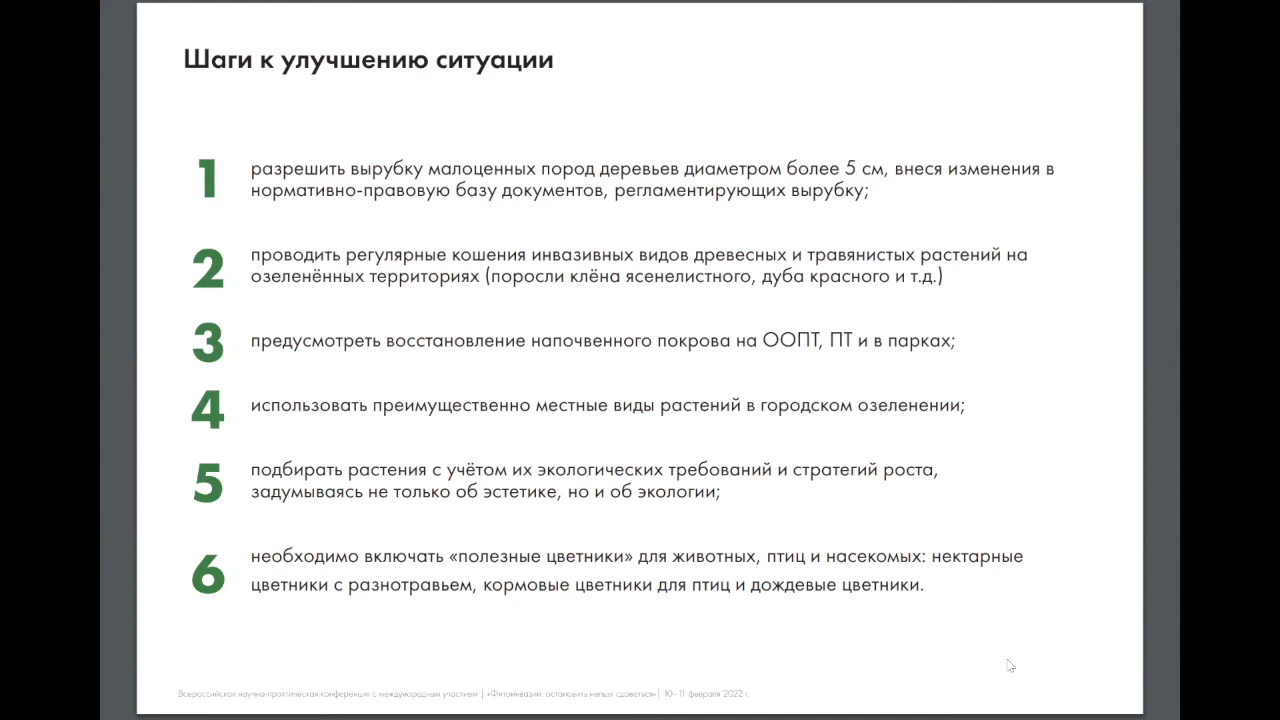 Шаги к улучшению ситуации
1
разрешить вырубку малоценных пород деревьев диаметром более 5 см, внеся изменения в
нормативно-правовую базу документов, регламентирующих вырубку;
2
проводить регулярные кошения инвазивных видов древесных и травянистых растений на
озеленённых территориях (поросли клёна ясенелистного, дуба красного и т.д.)
3
предусмотреть восстановление напочвенного покрова на ООПТ, ПТ и в парках;
4
использовать преимущественно местные виды растений в городском озеленении;
5
подбирать растения с учётом их экологических требований и стратегий роста,
задумываясь не только об эстетике, но и об экологии;
6
необходимо включать «полезные цветники» для животных, птиц и насекомых: нектарные
цветники с разнотравьем, кормовые цветники для птиц и дождевые цветники.
Всероссийская научно-практическая конференция с международным участием | «Фитоинвазии: остановить нельзя сдаваться» | 10–11 февраля 2022 г.